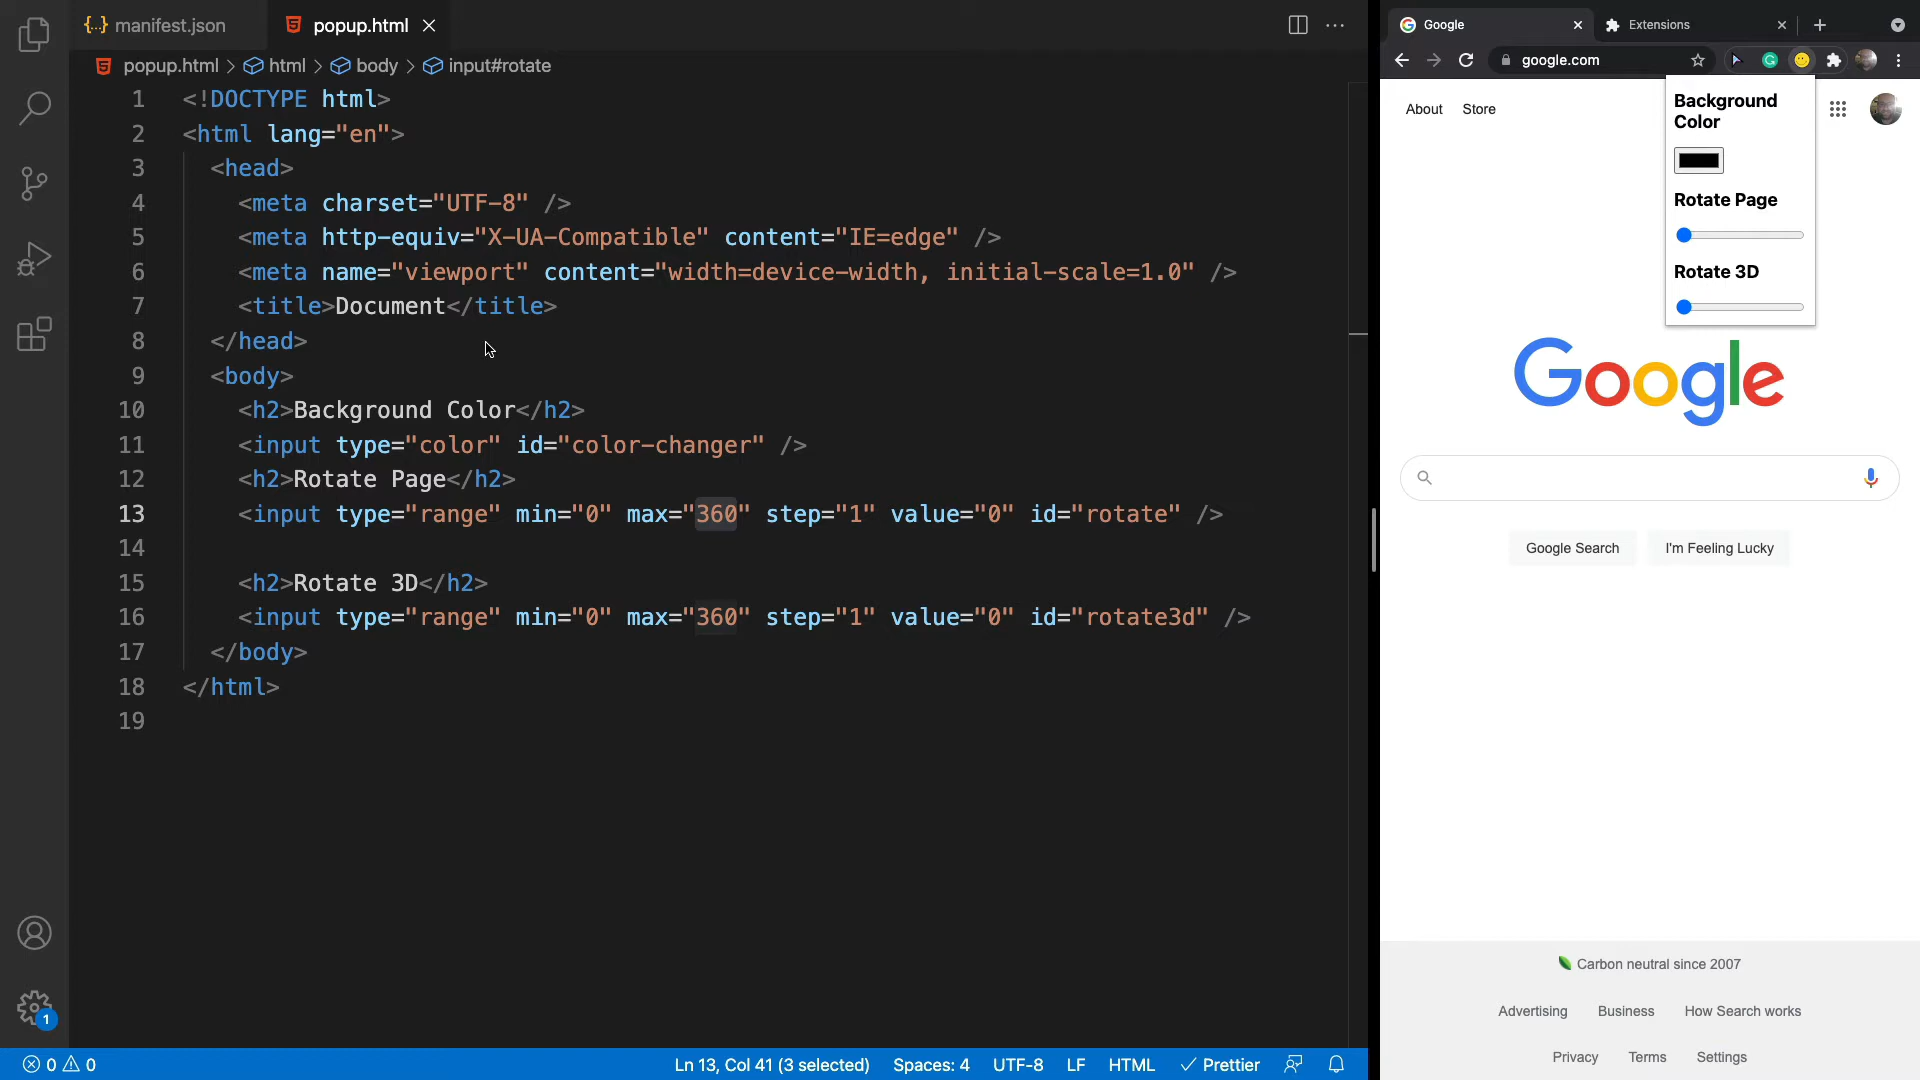 {..} manifest.json
popup.html
popup.html > html > body > input#rotate
1 <!DOCTYPE html>
2 <html lang="en">
3 <head>
4 <meta charset="UTF-8" />
5 <meta http-equiv="X-UA-Compatible" content="IE=edge" />
6 <meta name="viewport" content="width=device-width, initial-scale=1.0" />
7 <title>Document</title>
8 </head>
9 <body>
10 <h2>Background Color</h2>
11 <input type="color" id="color-changer" />
12 <h2>Rotate Page</h2>
13 <input type="range" min="0" max="360" step="1" value="0" id="rotate" />
14
15 <h2>Rotate 3D</h2>
16 <input type="range" min="0" max="360" step="1" value="0" id="rotate3d" />
17 </body>
18 </html>
19
1
0 0
Ln 13, Col 41 (3 selected) Spaces: 4 UTF-8 LF HTML Prettier
Google
Extensions
google.com
About Store
Background
Color
Rotate Page
Rotate 3D
Google
Google Search I'm Feeling Lucky
Carbon neutral since 2007
Advertising Business How Search works
Privacy Terms Settings